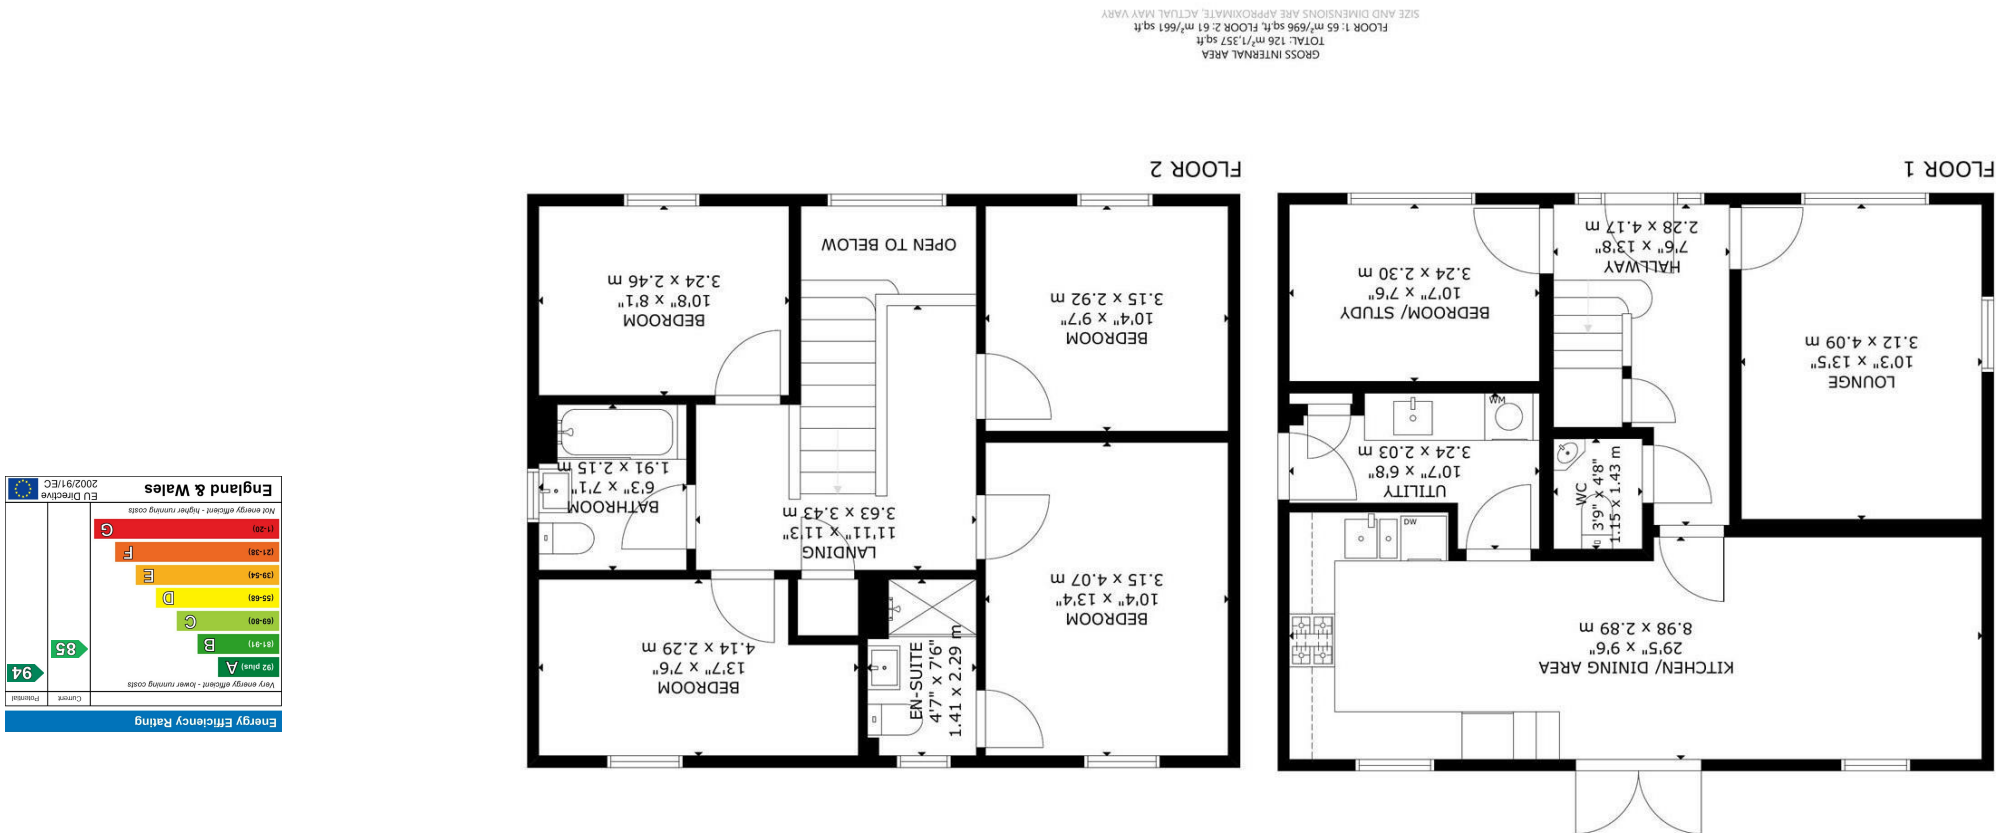 FLOOR 1
KITCHEN/ DINING AREA
29'5" x 9'6"
8.98 x 2.89 m
DW
UTILITY
10'7" x 6'8"
3.24 x 2.03 m
WM
WC
3'9" x 4'8"
1.15 x 1.43 m
LOUNGE
10'3" x 13'5"
3.12 x 4.09 m
BEDROOM/ STUDY
10'7" x 7'6"
3.24 x 2.30 m
HALLWAY
7'6" x 13'8"
2.28 x 4.17 m
FLOOR 2
BEDROOM
13'7" x 7'6"
4.14 x 2.29 m
EN-SUITE
4'7" x 7'6"
1.41 x 2.29 m
BEDROOM
10'4" x 13'4"
3.15 x 4.07 m
LANDING
11'11" x 11'3"
3.63 x 3.43 m
BATHROOM
6'3" x 7'1"
1.91 x 2.15 m
BEDROOM
10'4" x 9'7"
3.15 x 2.92 m
BEDROOM
10'8" x 8'1"
3.24 x 2.46 m
OPEN TO BELOW
GROSS INTERNAL AREA
TOTAL: 126 m²/1,357 sq.ft
FLOOR 1: 65 m²/696 sq.ft, FLOOR 2: 61 m²/661 sq.ft
SIZE AND DIMENSIONS ARE APPROXIMATE, ACTUAL MAY VARY
Energy Efficiency Rating
Current
Potential
Very energy efficient - lower running costs
(92 plus) A
(81-91) B
(69-80) C
(55-68) D
(39-54) E
(21-38) F
(1-20) G
85
94
Not energy efficient - higher running costs
England & Wales
EU Directive
2002/91/EC